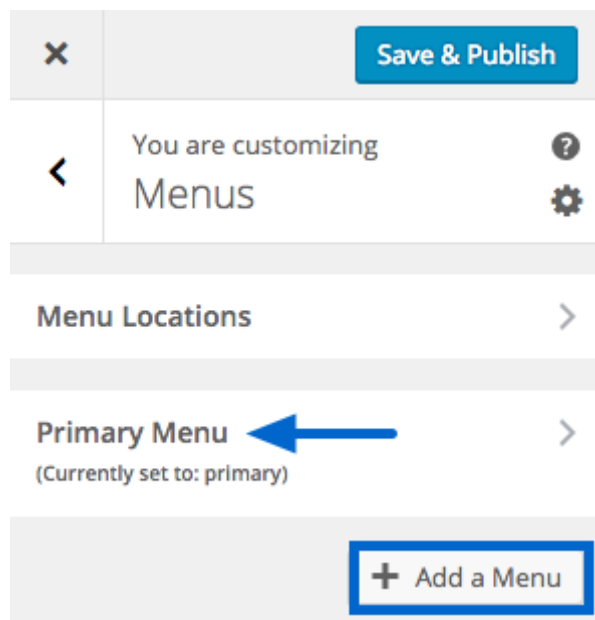 Save & Publish
You are customizing
Menus
Menu Locations
Primary Menu
(Currently set to: primary)
Add a Menu